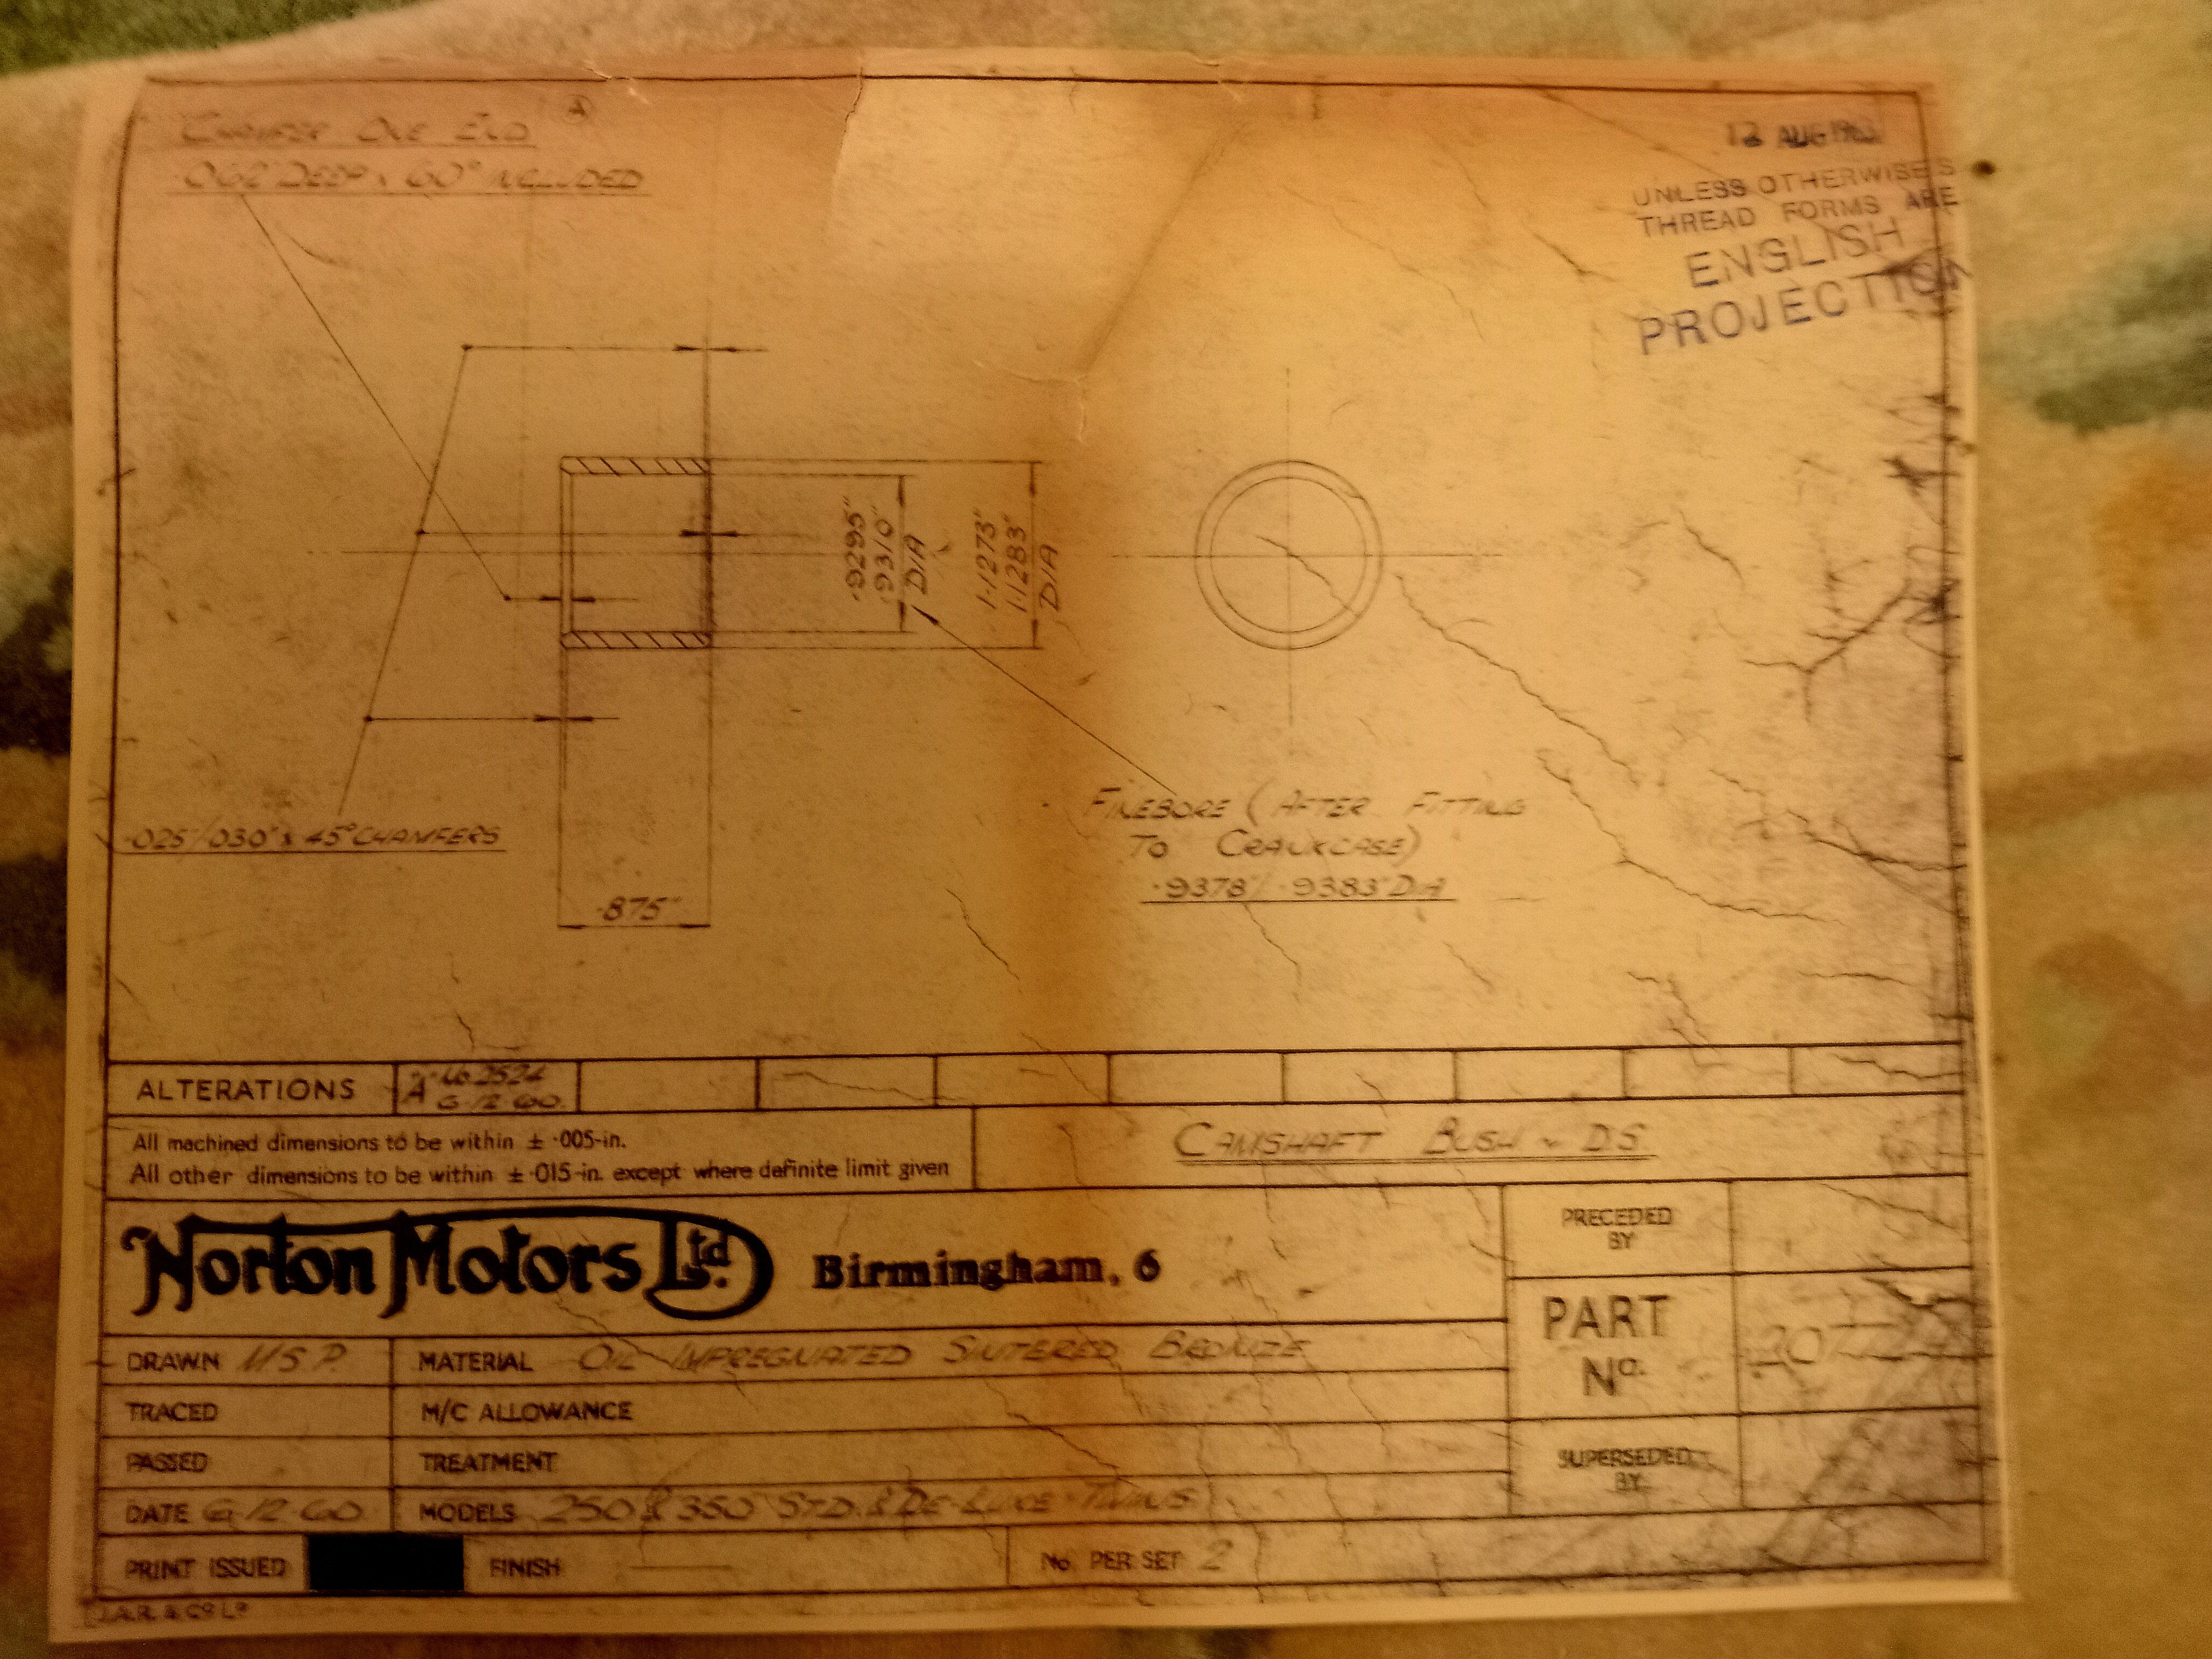 CHAMFER ONE END
.062" DEEP x 60° INCLUDED
A
12 AUG
UNLESS OTHERWISE S
THREAD FORMS ARE
ENGLISH
PROJECTION
.9295"
.9310"
DIA
1.1273"
1.1283"
DIA
FINEBORE (AFTER FITTING
TO CRANKCASE)
.9378"/.9383" DIA
.025"/.030" x 45° CHAMFERS
.875"
ALTERATIONS
A 2524
6.12.60.
All machined dimensions to be within ± .005-in.
All other dimensions to be within ± .015-in. except where definite limit given
CAMSHAFT BUSH ~ D.S
Norton Motors Ltd. Birmingham, 6
PRECEDED
BY
PART
No.
SUPERSEDED
BY
DRAWN M.S.P. MATERIAL OIL IMPREGNATED SINTERED BRONZE
TRACED M/C ALLOWANCE
PASSED TREATMENT
DATE 6.12.60 MODELS 250 & 350 STD. & DE-LUXE TWINS
PRINT ISSUED FINISH No PER SET 2
J.A.R. & Co Ld